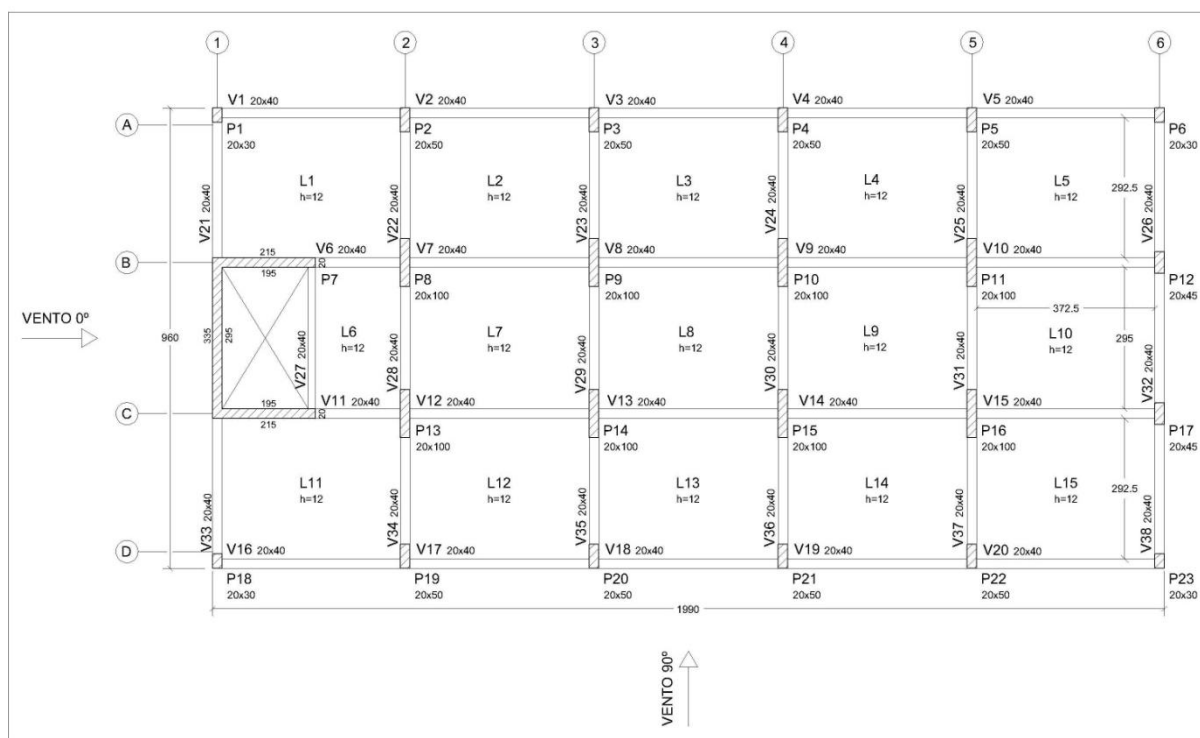 1 2 3 4 5 6
V1 20x40 V2 20x40 V3 20x40 V4 20x40 V5 20x40
A
P1 P2 P3 P4 P5 P6
20x30 20x50 20x50 20x50 20x50 20x30
L1 L2 L3 L4 L5
h=12 h=12 h=12 h=12 h=12
292.5
V21 20x40 V22 20x40 V23 20x40 V24 20x40 V25 20x40 V26 20x40
215 V6 20x40 V7 20x40 V8 20x40 V9 20x40 V10 20x40
B
20
195 P7 P8 P9 P10 P11 P12
20x100 20x100 20x100 20x100 20x45
372.5
VENTO 0º
960
335
295
L6 L7 L8 L9 L10
h=12 h=12 h=12 h=12 h=12
295
V27 20x40 V28 20x40 V29 20x40 V30 20x40 V31 20x40 V32 20x40
195 V11 20x40 V12 20x40 V13 20x40 V14 20x40 V15 20x40
C
20
215 P13 P14 P15 P16 P17
20x100 20x100 20x100 20x100 20x45
L11 L12 L13 L14 L15
h=12 h=12 h=12 h=12 h=12
292.5
V33 20x40 V34 20x40 V35 20x40 V36 20x40 V37 20x40 V38 20x40
D
V16 20x40 V17 20x40 V18 20x40 V19 20x40 V20 20x40
P18 P19 P20 P21 P22 P23
20x30 20x50 20x50 20x50 20x50 20x30
1990
VENTO 90º